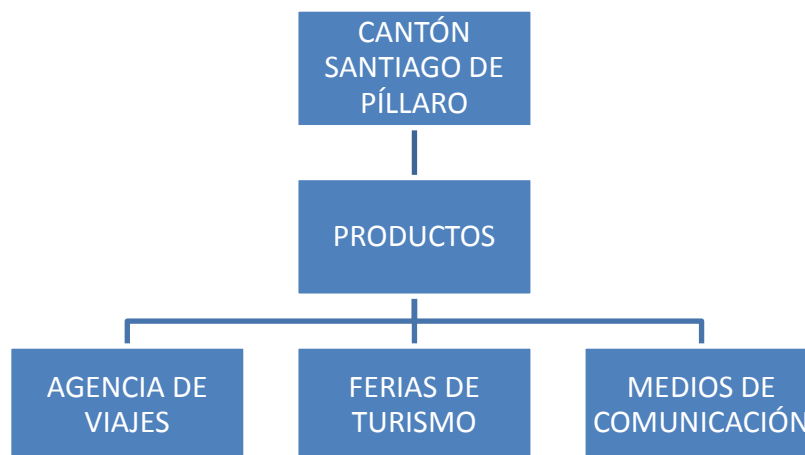 CANTÓN
SANTIAGO DE
PÍLLARO
PRODUCTOS
AGENCIA DE
VIAJES
FERIAS DE
TURISMO
MEDIOS DE
COMUNICACIÓN